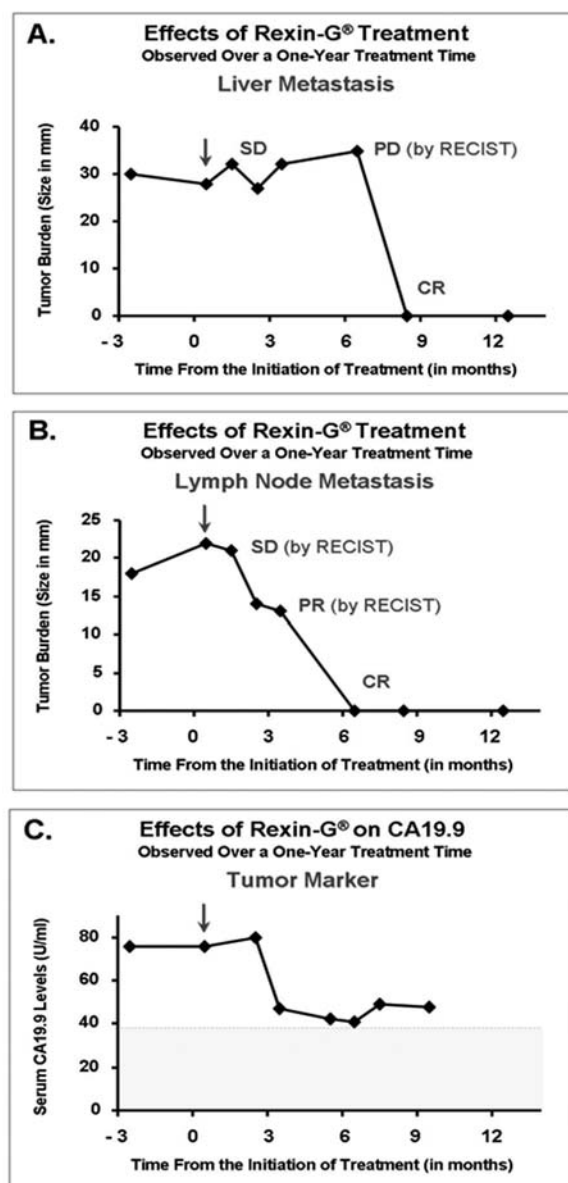 A.
Effects of Rexin-G® Treatment
Observed Over a One-Year Treatment Time
Liver Metastasis
Tumor Burden (Size in mm)
40
30
20
10
0
SD
PD (by RECIST)
CR
- 3 0 3 6 9 12
Time From the Initiation of Treatment (in months)
B.
Effects of Rexin-G® Treatment
Observed Over a One-Year Treatment Time
Lymph Node Metastasis
Tumor Burden (Size in mm)
25
20
15
10
5
0
SD (by RECIST)
PR (by RECIST)
CR
- 3 0 3 6 9 12
Time From the Initiation of Treatment (in months)
C.
Effects of Rexin-G® on CA19.9
Observed Over a One-Year Treatment Time
Tumor Marker
Serum CA19.9 Levels (U/ml)
80
60
40
20
0
- 3 0 3 6 9 12
Time From the Initiation of Treatment (in months)